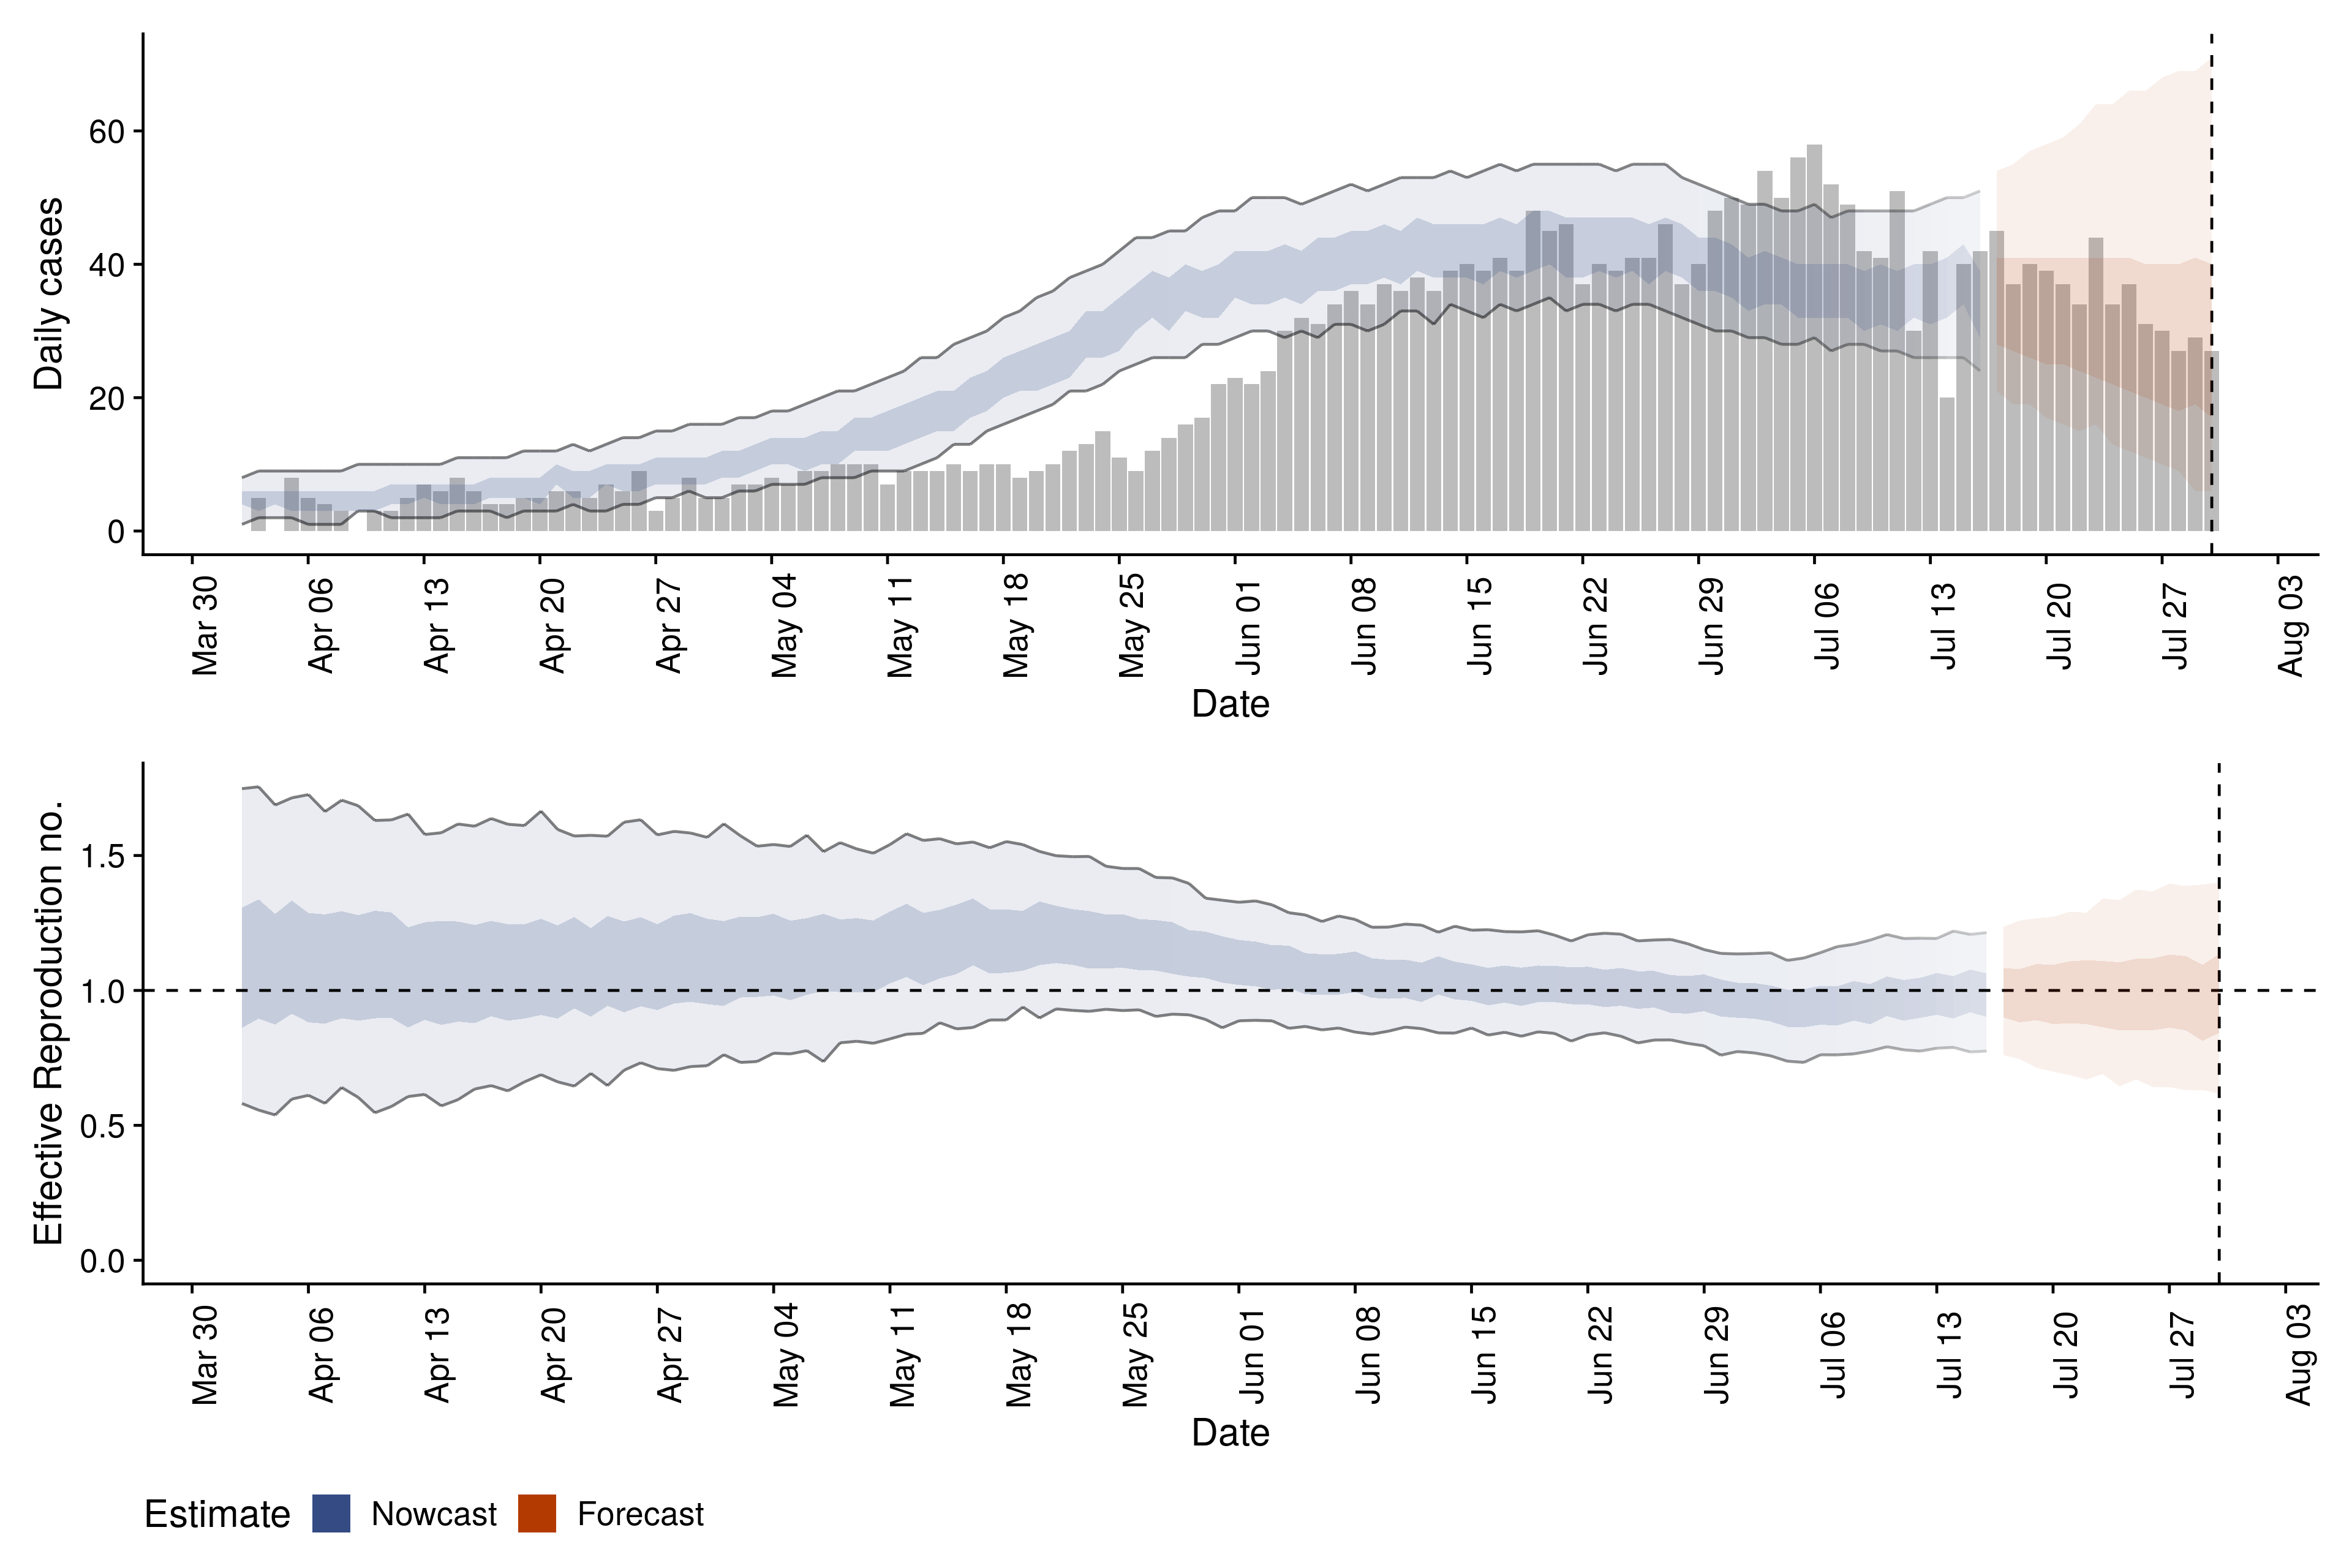 Daily cases
60
40
20
0
Mar 30
Apr 06
Apr 13
Apr 20
Apr 27
May 04
May 11
May 18
May 25
Jun 01
Jun 08
Jun 15
Jun 22
Jun 29
Jul 06
Jul 13
Jul 20
Jul 27
Aug 03
Date
Effective Reproduction no.
1.5
1.0
0.5
0.0
Mar 30
Apr 06
Apr 13
Apr 20
Apr 27
May 04
May 11
May 18
May 25
Jun 01
Jun 08
Jun 15
Jun 22
Jun 29
Jul 06
Jul 13
Jul 20
Jul 27
Aug 03
Date
Estimate Nowcast Forecast